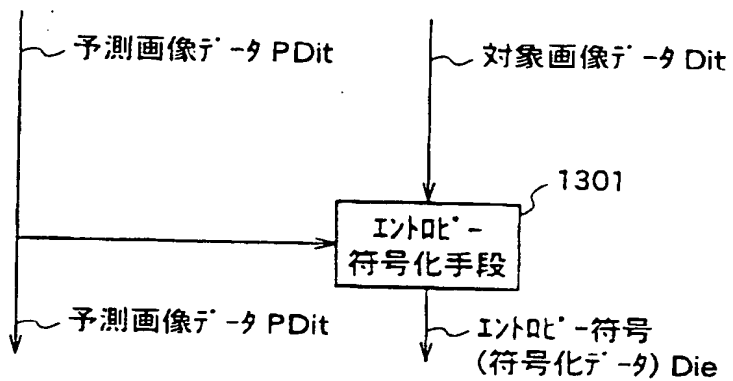 予測画像ﾃﾞｰﾀ PDit
対象画像ﾃﾞｰﾀ Dit
1301
ｴﾝﾄﾛﾋﾟｰ
符号化手段
予測画像ﾃﾞｰﾀ PDit
ｴﾝﾄﾛﾋﾟｰ符号
(符号化ﾃﾞｰﾀ) Die